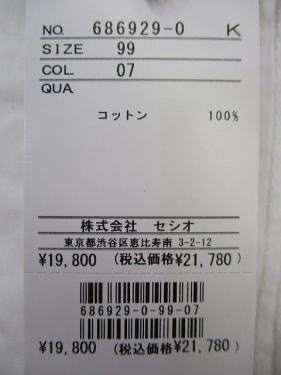 NO. 686929-0 K
SIZE 99
COL 07
QUA
コットン 100%
株式会社 セシオ
東京都渋谷区恵比寿南 3-2-12
¥19,800 (税込価格¥21,780)
686929-0-99-07
¥19,800 (税込価格¥21,780)